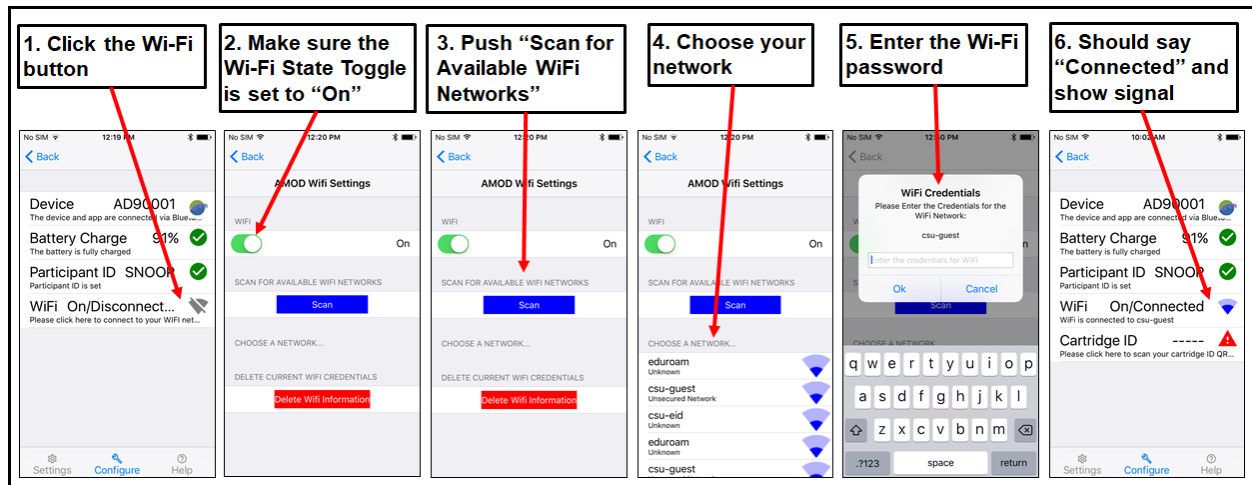 1. Click the Wi-Fi
button
2. Make sure the
Wi-Fi State Toggle
is set to “On”
3. Push “Scan for
Available WiFi
Networks”
4. Choose your
network
5. Enter the Wi-Fi
password
6. Should say
“Connected” and
show signal
No SIM 12:19 PM
Back
Device AD90001
The device and app are connected via Blueto...
Battery Charge 91%
The battery is fully charged
Participant ID SNOOP
Participant ID is set
WiFi On/Disconnect...
Please click here to connect to your WIFI net...
Settings Configure Help
No SIM 12:20 PM
Back
AMOD Wifi Settings
WIFI
On
SCAN FOR AVAILABLE WIFI NETWORKS
Scan
CHOOSE A NETWORK...
DELETE CURRENT WIFI CREDENTIALS
Delete Wifi Information
No SIM 12:20 PM
Back
AMOD Wifi Settings
WIFI
On
SCAN FOR AVAILABLE WIFI NETWORKS
Scan
CHOOSE A NETWORK...
DELETE CURRENT WIFI CREDENTIALS
Delete Wifi Information
No SIM 12:20 PM
Back
AMOD Wifi Settings
WIFI
On
SCAN FOR AVAILABLE WIFI NETWORKS
Scan
CHOOSE A NETWORK...
eduroam
Unknown
csu-guest
Unsecured Network
csu-eid
Unknown
eduroam
Unknown
csu-guest
No SIM PM
Back
WiFi Credentials
Please Enter the Credentials for the
WiFi Network:
csu-guest
Enter the credentials for WiFi
Ok Cancel
Scan
CHOOSE A NETWORK...
q w e r t y u i o p
a s d f g h j k l
z x c v b n m
.?123 space return
No SIM 10:02 AM
Back
Device AD90001
The device and app are connected via Blueto...
Battery Charge 91%
The battery is fully charged
Participant ID SNOOP
Participant ID is set
WiFi On/Connected
WiFi is connected to csu-guest
Cartridge ID -----
Please click here to scan your cartridge ID QR...
Settings Configure Help